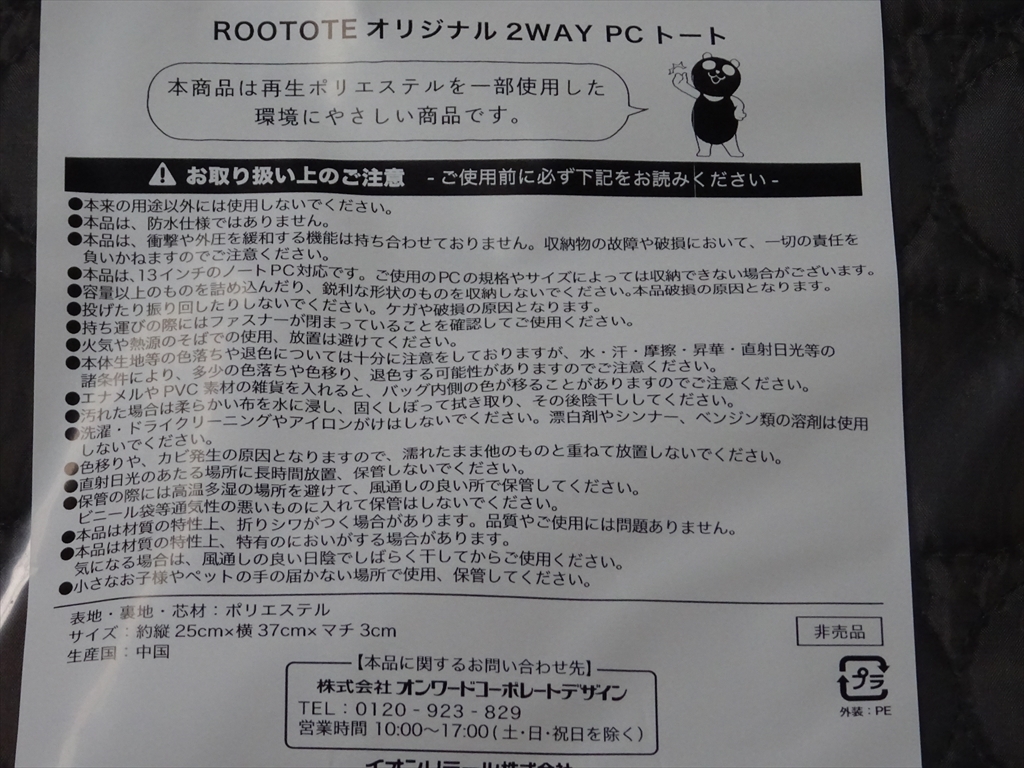 ROOTOTE オリジナル 2WAY PC トート
本商品は再生ポリエステルを一部使用した
環境にやさしい商品です。
お取り扱い上のご注意 - ご使用前に必ず下記をお読みください -
●本来の用途以外には使用しないでください。
●本品は、防水仕様ではありません。
●本品は、衝撃や外圧を緩和する機能は持ち合わせておりません。収納物の故障や破損において、一切の責任を
負いかねますのでご注意ください。
●本品は、13インチのノートPC対応です。ご使用のPCの規格やサイズによっては収納できない場合がございます。
●容量以上のものを詰め込んだり、鋭利な形状のものを収納しないでください。本品破損の原因となります。
●投げたり振り回したりしないでください。ケガや破損の原因となります。
●持ち運びの際にはファスナーが閉まっていることを確認してご使用ください。
●火気や熱源のそばでの使用、放置は避けてください。
●本体生地等の色落ちや退色については十分に注意をしておりますが、水・汗・摩擦・昇華・直射日光等の
諸条件により、多少の色落ちや色移り、退色する可能性がありますのでご注意ください。
●エナメルやPVC 素材の雑貨を入れると、バッグ内側の色が移ることがありますのでご注意ください。
●汚れた場合は柔らかい布を水に浸し、固くしぼって拭き取り、その後陰干ししてください。
●洗濯・ドライクリーニングやアイロンがけはしないでください。漂白剤やシンナー、ベンジン類の溶剤は使用
しないでください。
●色移りや、カビ発生の原因となりますので、濡れたまま他のものと重ねて放置しないでください。
●直射日光のあたる場所に長時間放置、保管しないでください。
●保管の際には高温多湿の場所を避けて、風通しの良い所で保管してください。
ビニール袋等通気性の悪いものに入れて保管はしないでください。
●本品は材質の特性上、折りシワがつく場合があります。品質やご使用には問題ありません。
●本品は材質の特性上、特有のにおいがする場合があります。
気になる場合は、風通しの良い日陰でしばらく干してからご使用ください。
●小さなお子様やペットの手の届かない場所で使用、保管してください。
表地・裏地・芯材：ポリエステル
サイズ：約縦 25cm×横 37cm× マチ 3cm
生産国：中国
非売品
【本品に関するお問い合わせ先】
株式会社 オンワードコーポレートデザイン
TEL：0120 - 923 - 829
営業時間 10:00〜17:00(土・日・祝日を除く)
プラ
外装：PE
イオンリテール株式会社